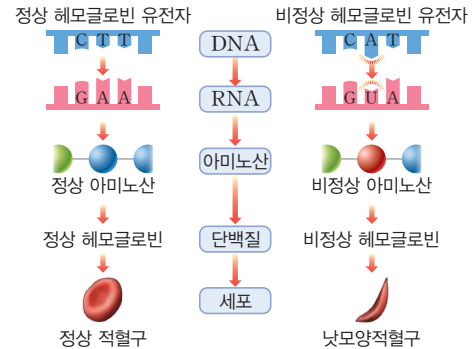 정상 헤모글로빈 유전자
C T T
G A A
정상 아미노산
정상 헤모글로빈
정상 적혈구
DNA
RNA
아미노산
단백질
세포
비정상 헤모글로빈 유전자
C A T
G U A
비정상 아미노산
비정상 헤모글로빈
낫모양적혈구